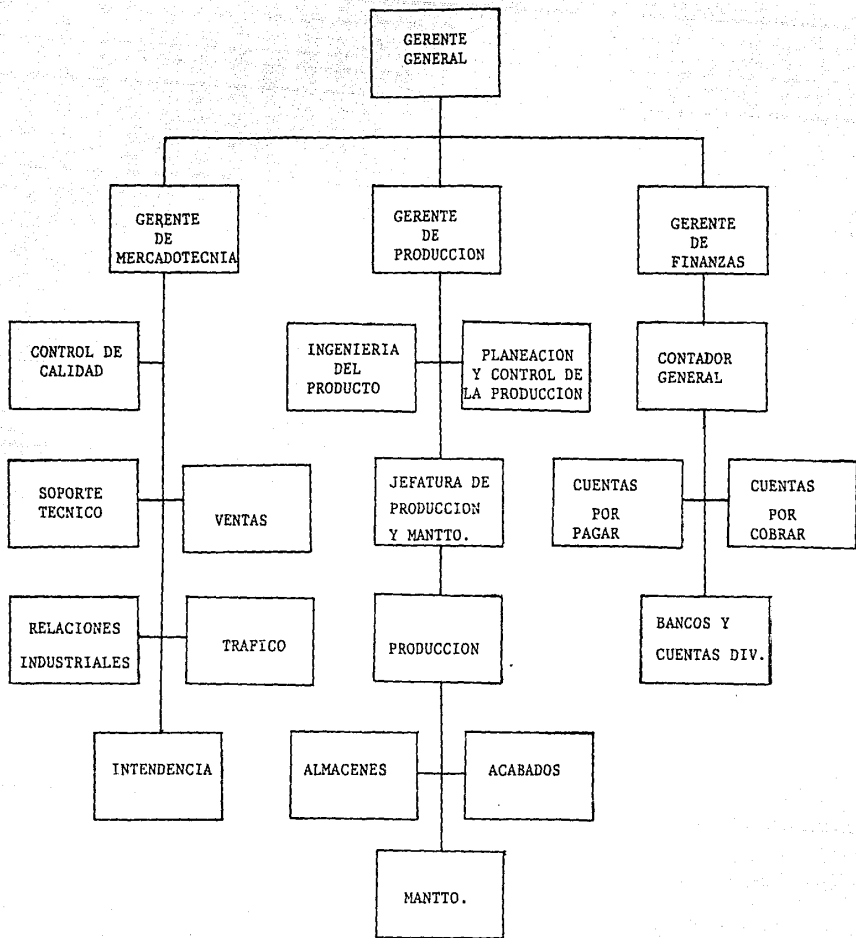 GERENTE
GENERAL
GERENTE
DE
MERCADOTECNIA
GERENTE
DE
PRODUCCION
GERENTE
DE
FINANZAS
CONTROL DE
CALIDAD
INGENIERIA
DEL
PRODUCTO
PLANEACION
Y CONTROL DE
LA PRODUCCION
CONTADOR
GENERAL
SOPORTE
TECNICO
VENTAS
JEFATURA DE
PRODUCCION
Y MANTTO.
CUENTAS
POR
PAGAR
CUENTAS
POR
COBRAR
RELACIONES
INDUSTRIALES
TRAFICO
PRODUCCION
BANCOS Y
CUENTAS DIV.
INTENDENCIA
ALMACENES
ACABADOS
MANTTO.